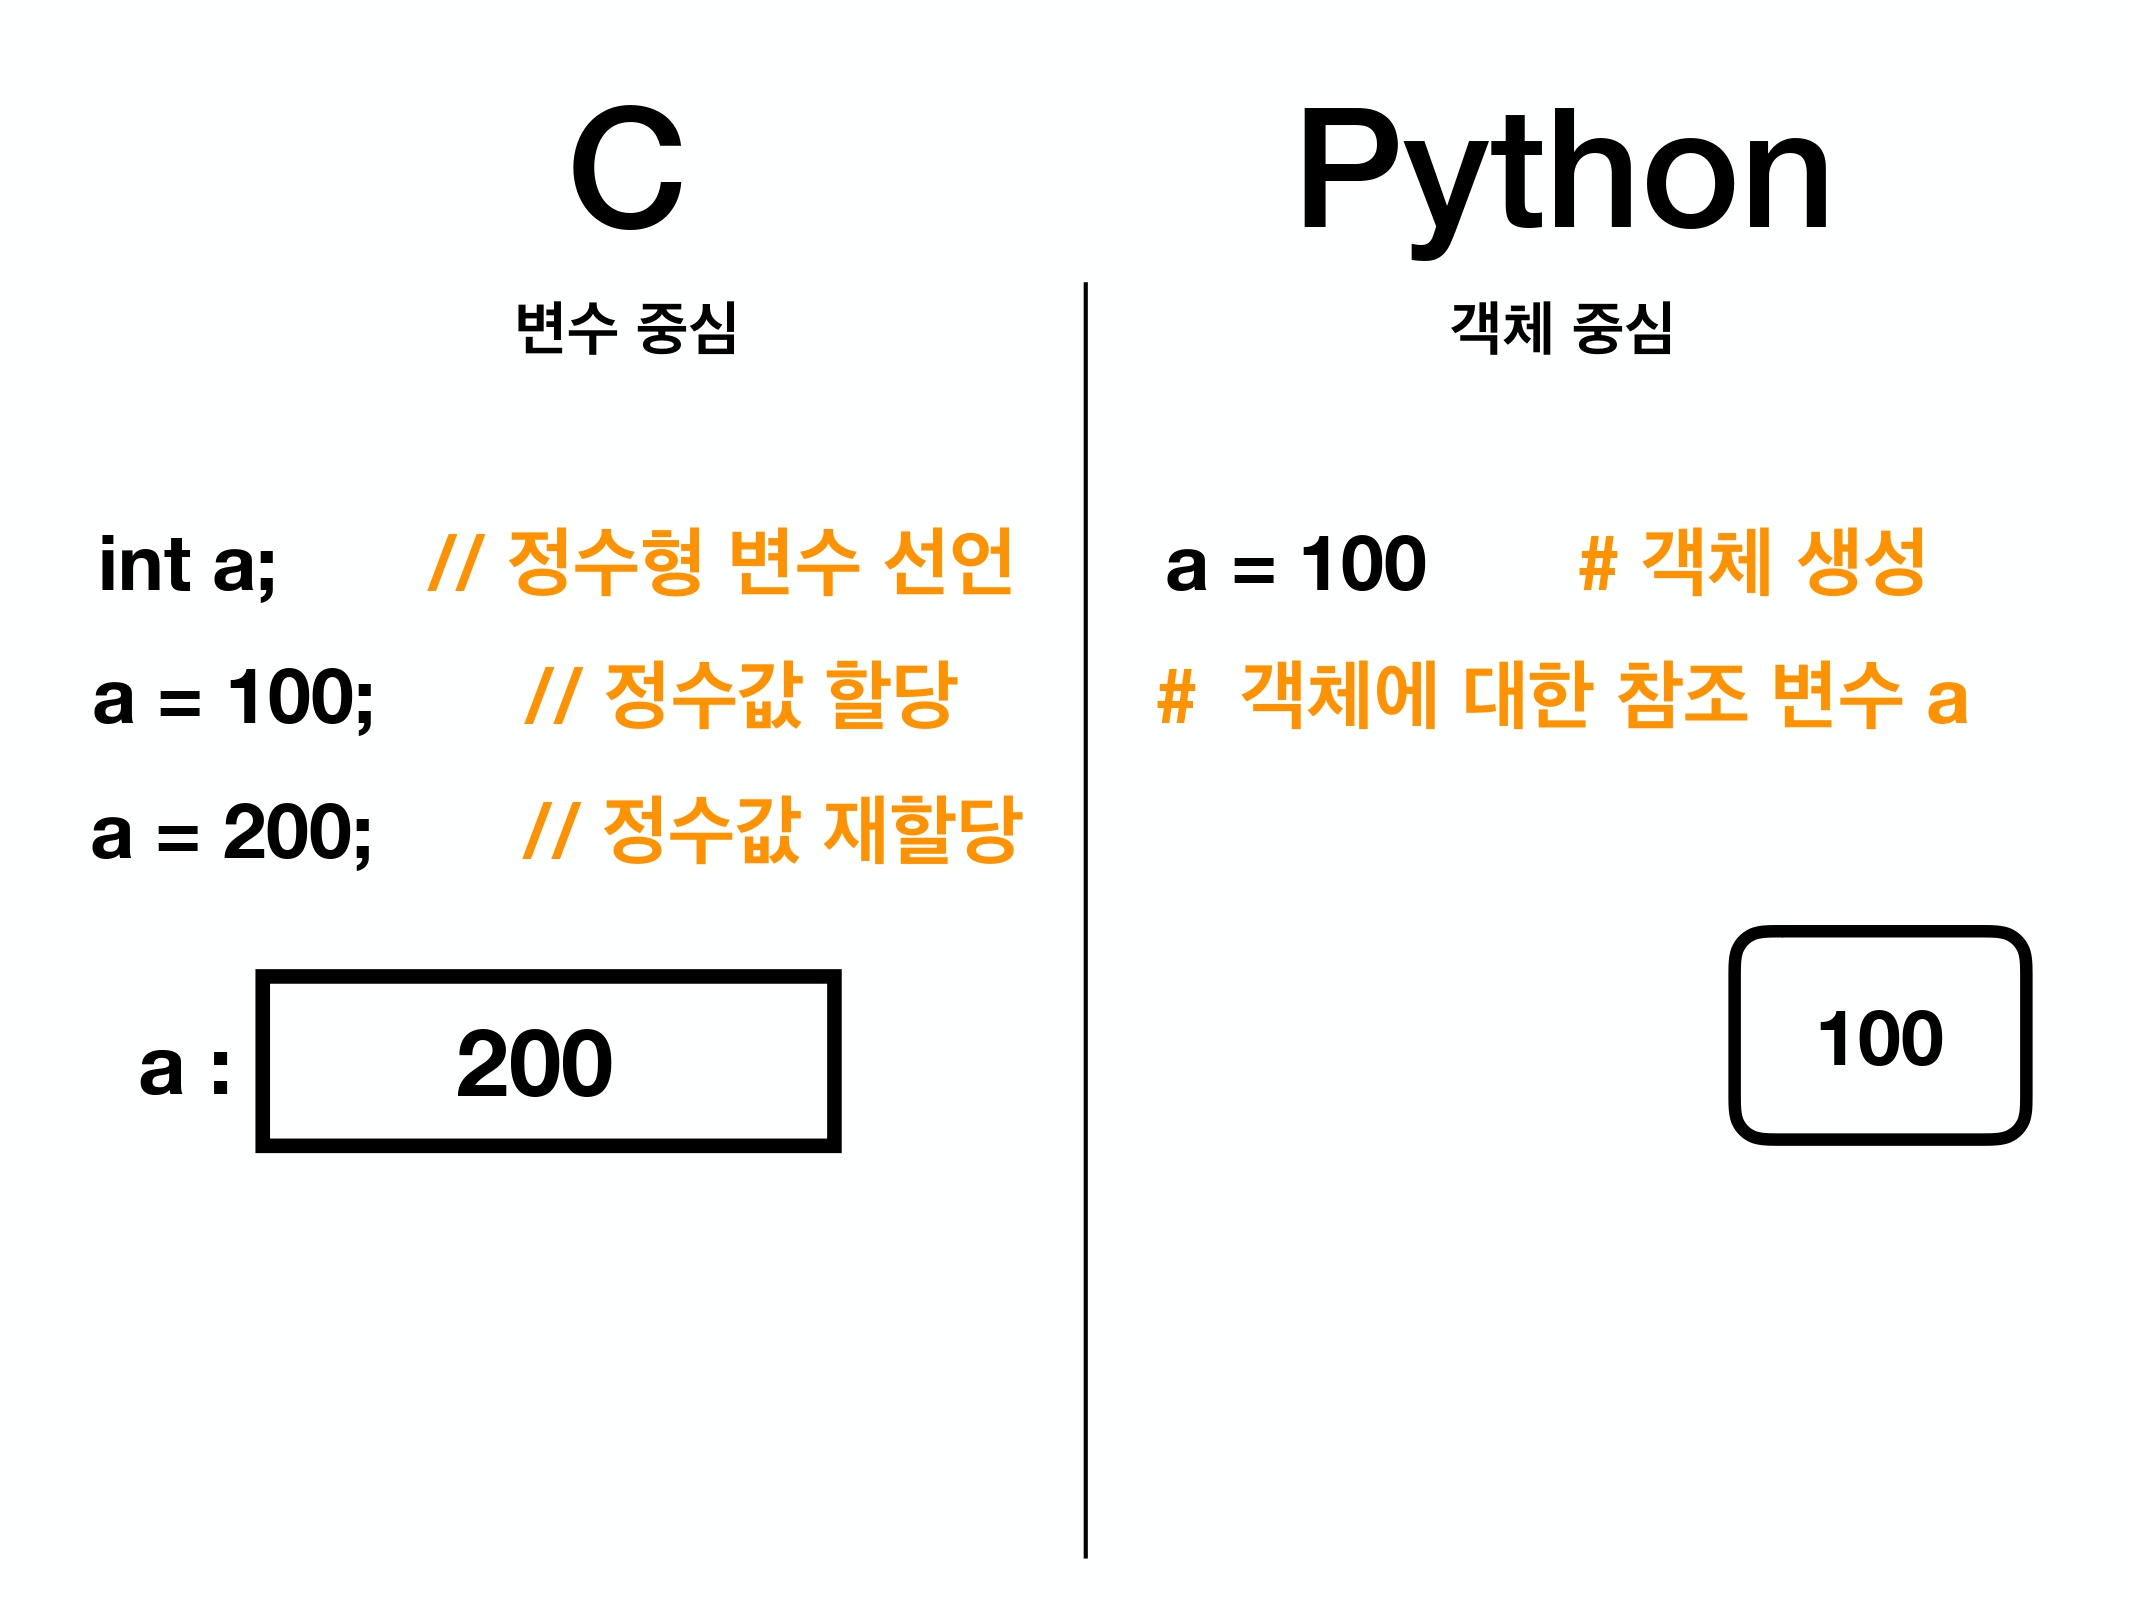 C
변수 중심
int a; // 정수형 변수 선언
a = 100; // 정수값 할당
a = 200; // 정수값 재할당
a : 200
Python
객체 중심
a = 100 # 객체 생성
# 객체에 대한 참조 변수 a
100